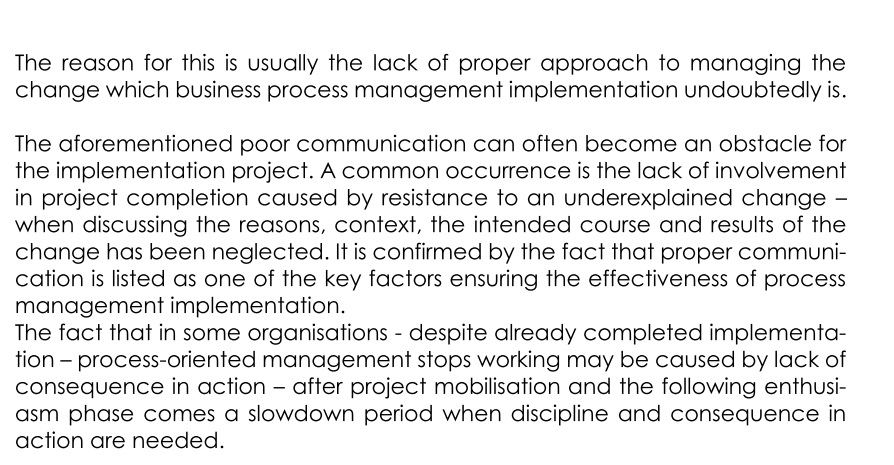 The reason for this is usually the lack of proper approach to managing the
change which business process management implementation undoubtedly is.
The aforementioned poor communication can often become an obstacle for
the implementation project. A common occurrence is the lack of involvement
in project completion caused by resistance to an underexplained change –
when discussing the reasons, context, the intended course and results of the
change has been neglected. It is confirmed by the fact that proper communi-
cation is listed as one of the key factors ensuring the effectiveness of process
management implementation.
The fact that in some organisations - despite already completed implementa-
tion – process-oriented management stops working may be caused by lack of
consequence in action – after project mobilisation and the following enthusi-
asm phase comes a slowdown period when discipline and consequence in
action are needed.